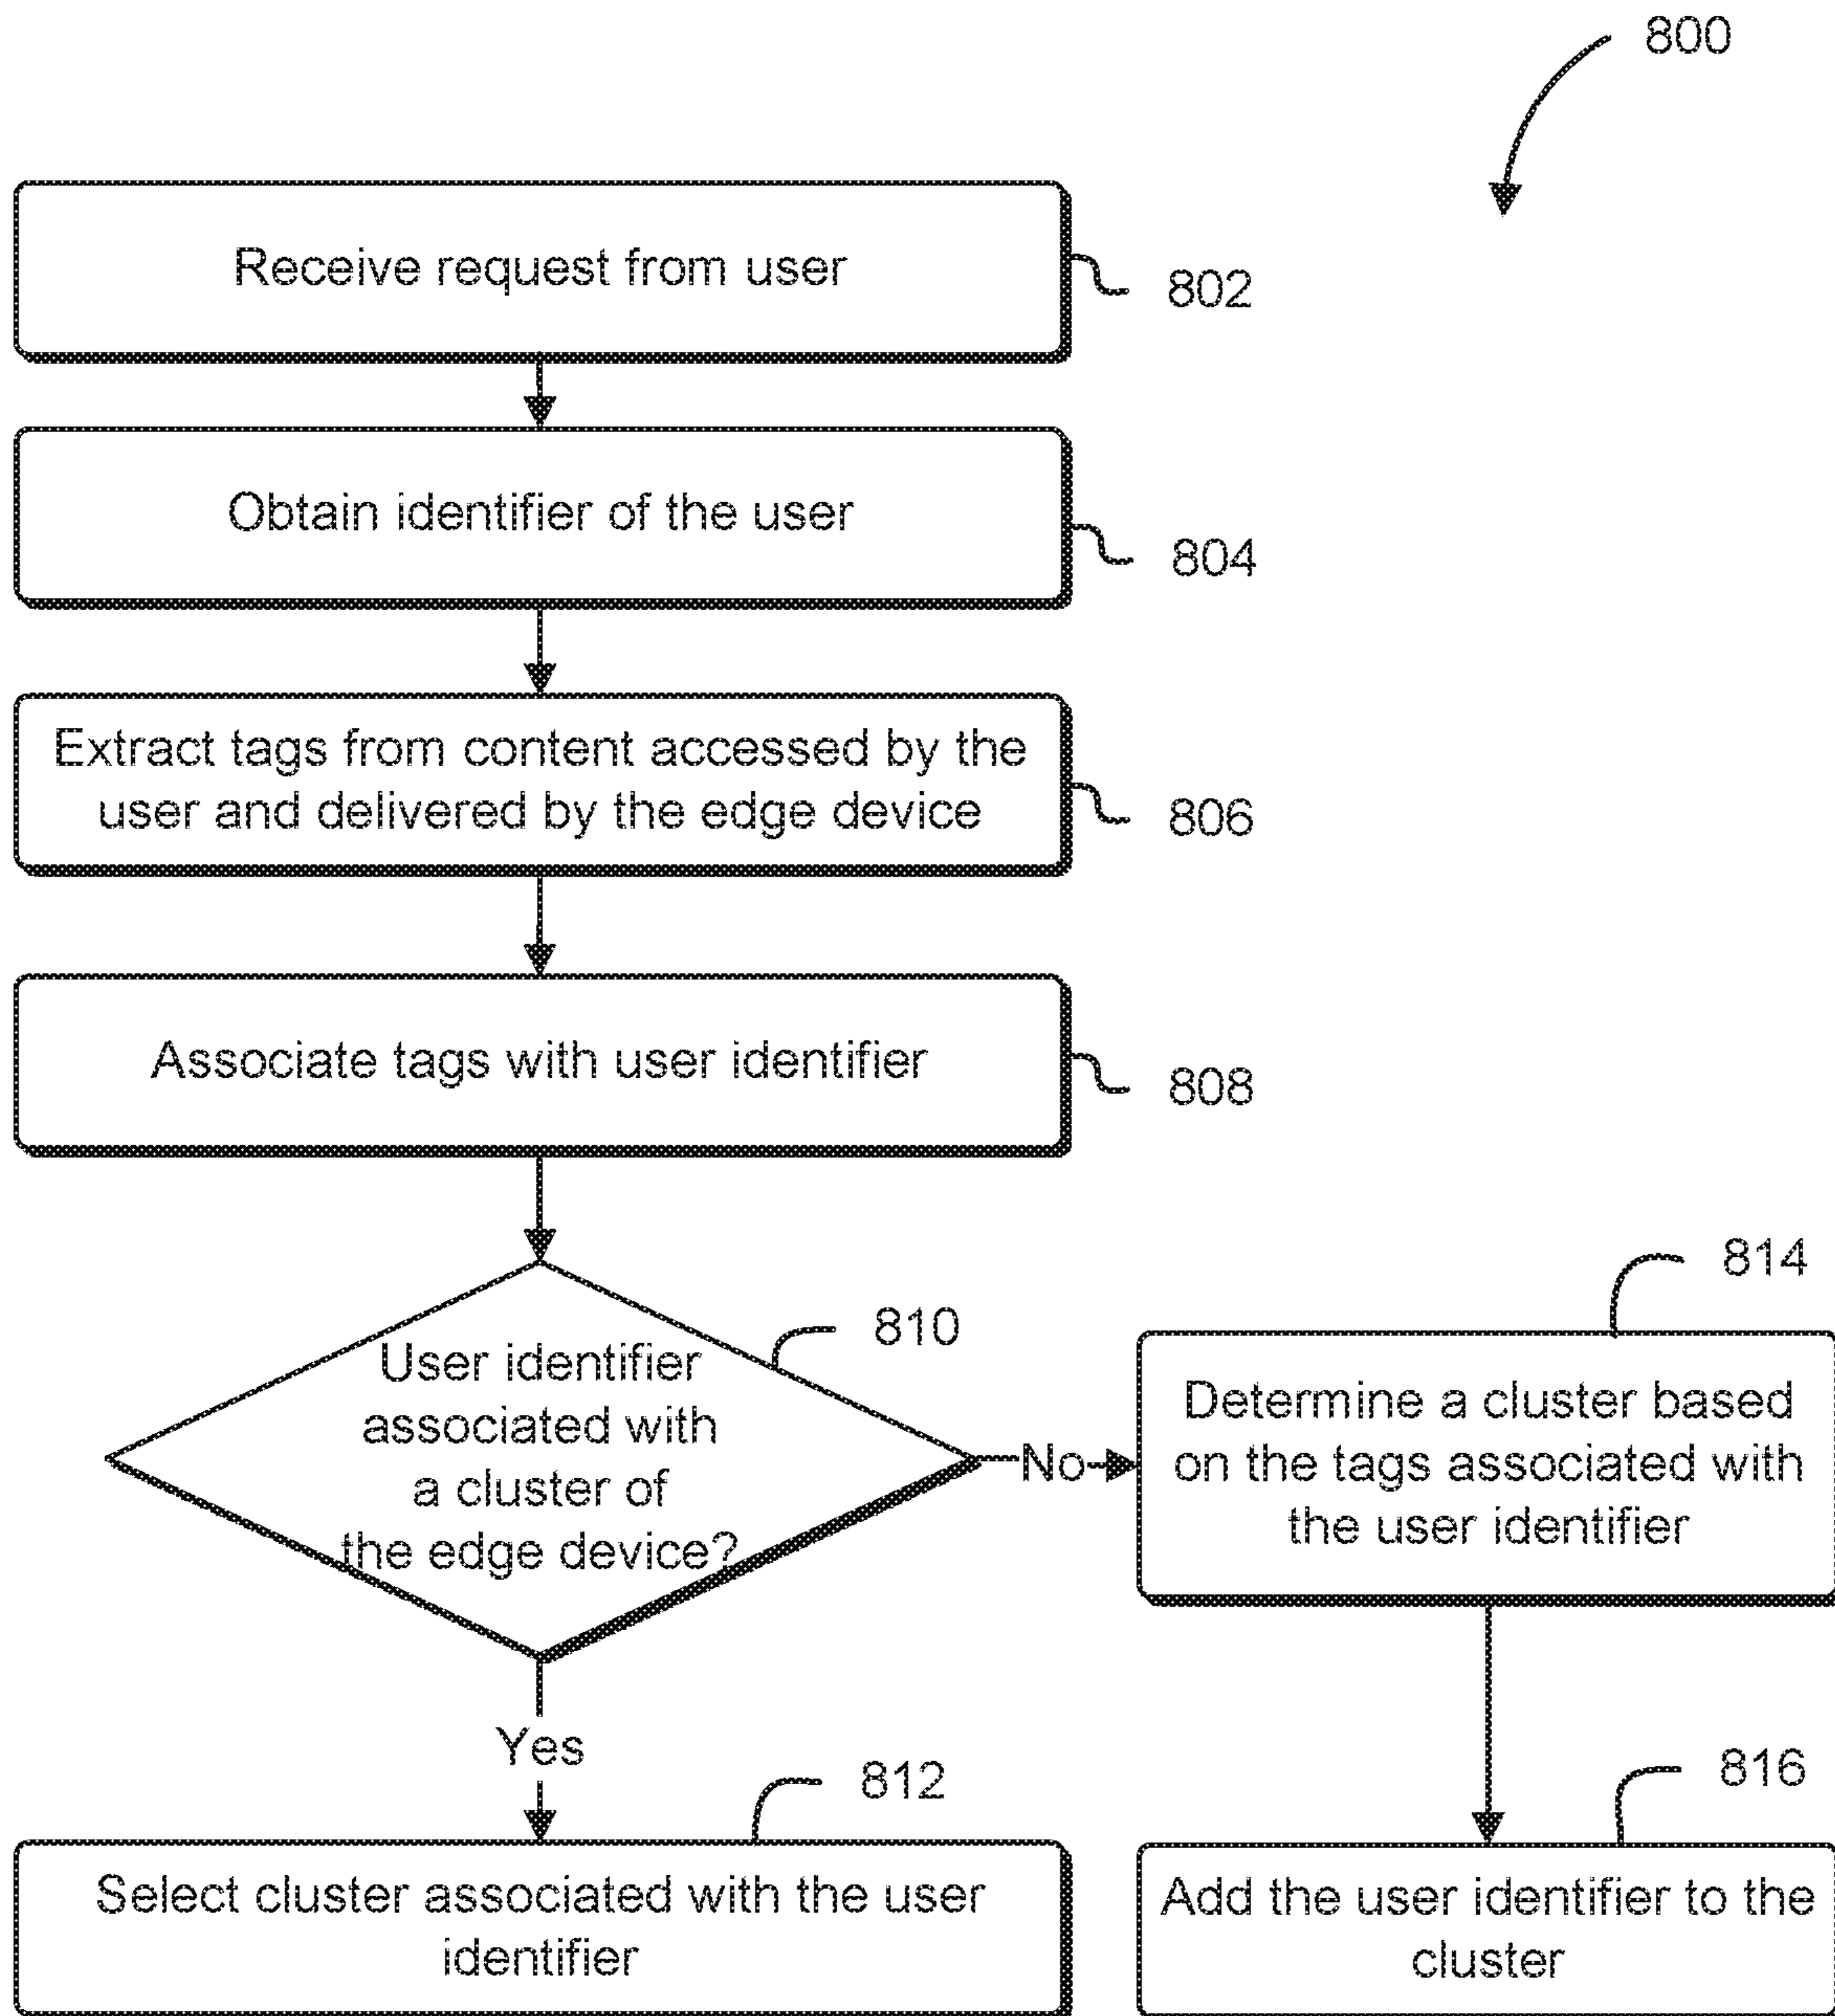 800
Receive request from user
802
Obtain identifier of the user
804
Extract tags from content accessed by the
user and delivered by the edge device
806
Associate tags with user identifier
808
User identifier
associated with
a cluster of
the edge device?
810
No
814
Determine a cluster based
on the tags associated with
the user identifier
Yes
812
Select cluster associated with the user
identifier
816
Add the user identifier to the
cluster